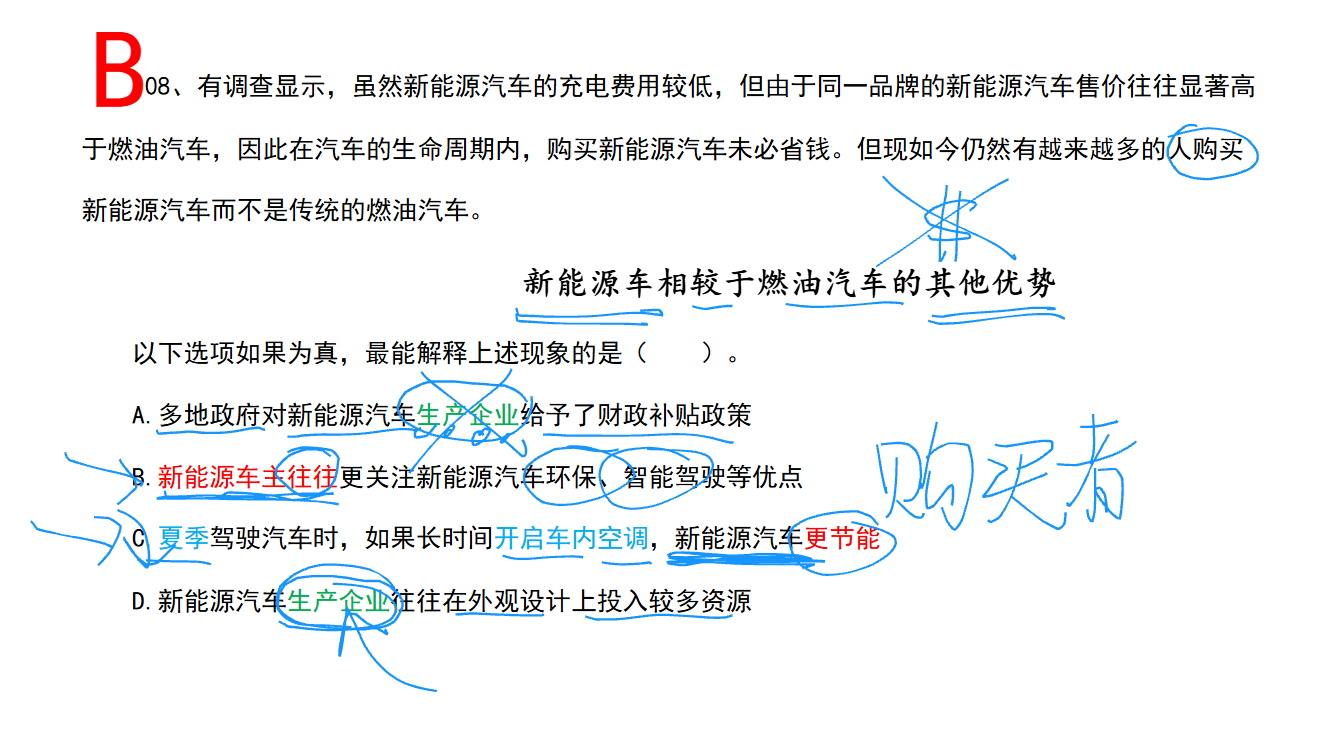 B
08、有调查显示，虽然新能源汽车的充电费用较低，但由于同一品牌的新能源汽车售价往往显著高
于燃油汽车，因此在汽车的生命周期内，购买新能源汽车未必省钱。但现如今仍然有越来越多的人购买
新能源汽车而不是传统的燃油汽车。
$
新能源车相较于燃油汽车的其他优势
以下选项如果为真，最能解释上述现象的是（　　）。
A.多地政府对新能源汽车生产企业给予了财政补贴政策
B.新能源车主往往更关注新能源汽车环保、智能驾驶等优点
购买者
C.夏季驾驶汽车时，如果长时间开启车内空调，新能源汽车更节能
D.新能源汽车生产企业往往在外观设计上投入较多资源